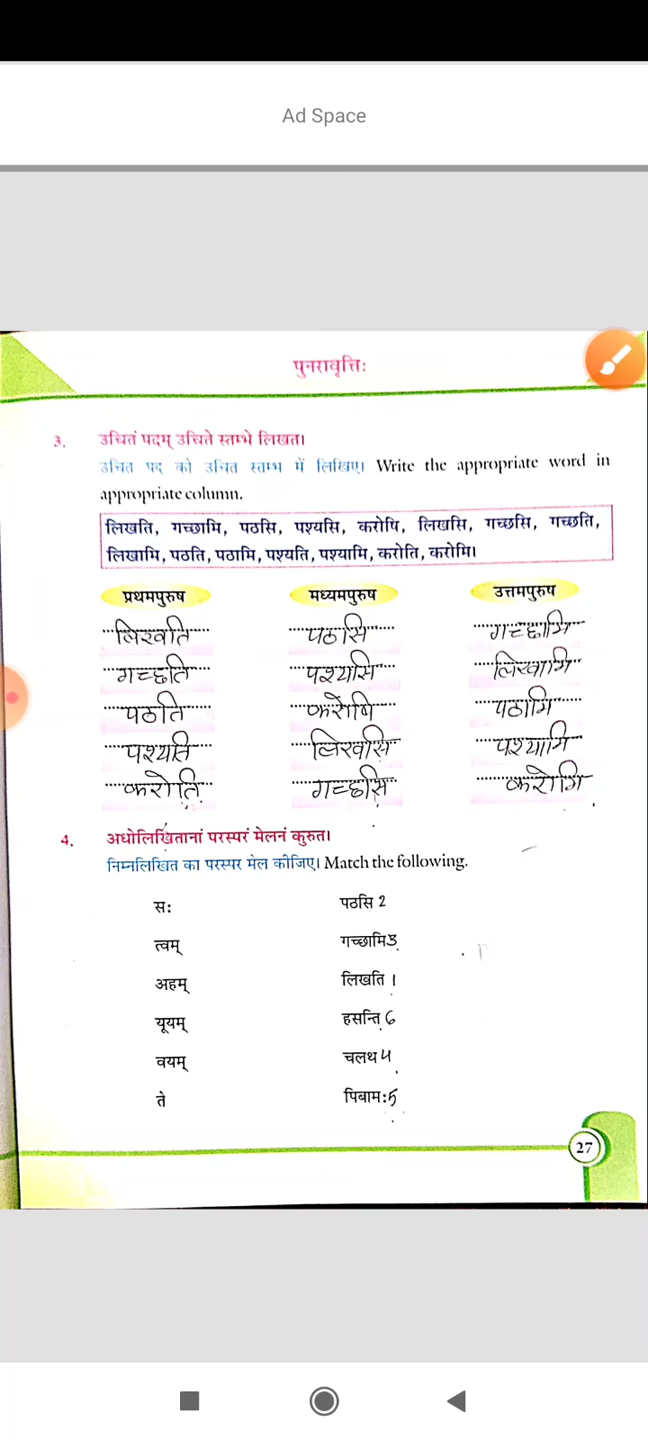 Ad Space
पुनरावृत्तिः
3. उचितं पदम् उचिते स्तम्भे लिखत।
उचित पद को उचित स्तम्भ में लिखिए। Write the appropriate word in
appropriate column.
लिखति, गच्छामि, पठसि, पश्यसि, करोषि, लिखसि, गच्छसि, गच्छति,
लिखामि, पठति, पठामि, पश्यति, पश्यामि, करोति, करोमि।
प्रथमपुरुष मध्यमपुरुष उत्तमपुरुष
लिखति पठसि गच्छामि
गच्छति पश्यसि लिखामि
पठति करोषि पठामि
पश्यति लिखसि पश्यामि
करोति गच्छसि करोमि
4. अधोलिखितानां परस्परं मेलनं कुरुत।
निम्नलिखित का परस्पर मेल कीजिए। Match the following.
सः पठसि 2
त्वम् गच्छामि 3
अहम् लिखति 1
यूयम् हसन्ति 6
वयम् चलथ 4
ते पिबामः 5
27